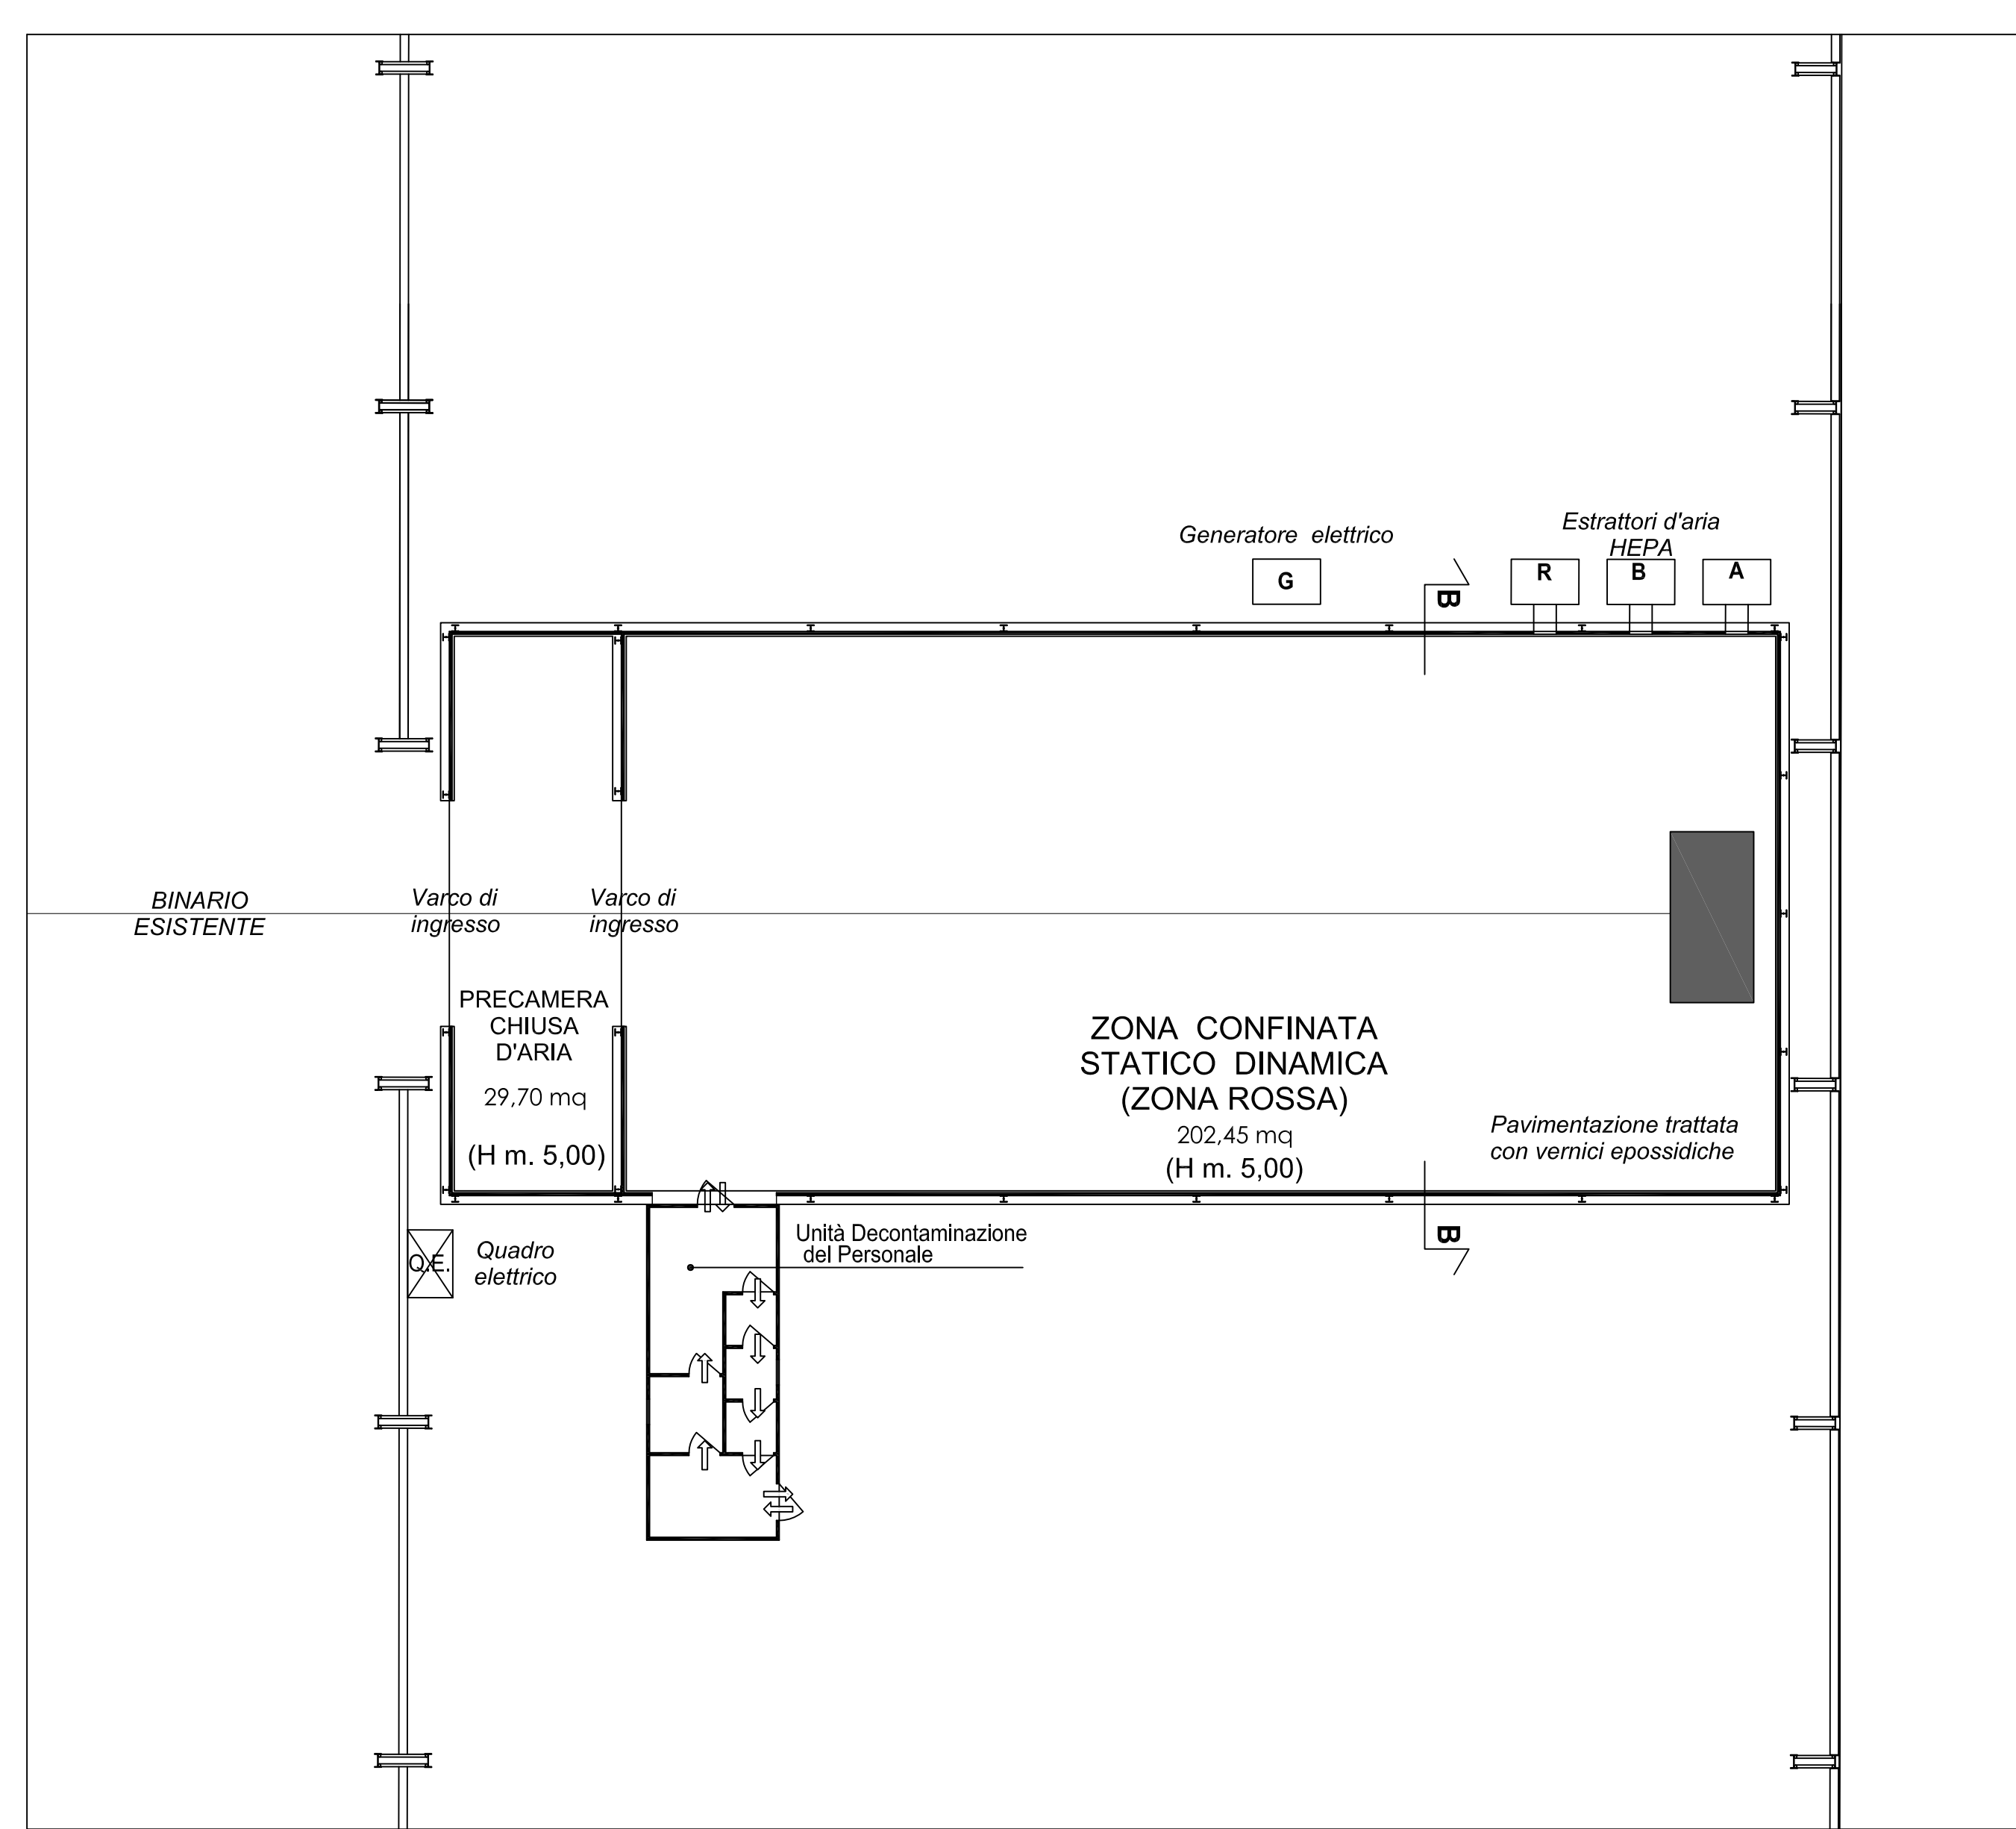 Generatore elettrico
Estrattori d'aria
HEPA
G
R
B
A
B
BINARIO
ESISTENTE
Varco di
ingresso
Varco di
ingresso
PRECAMERA
CHIUSA
D'ARIA
29,70 mq
(H m. 5,00)
ZONA CONFINATA
STATICO DINAMICA
(ZONA ROSSA)
202,45 mq
(H m. 5,00)
Pavimentazione trattata
con vernici epossidiche
B
Unità Decontaminazione
del Personale
Q.E.
Quadro
elettrico